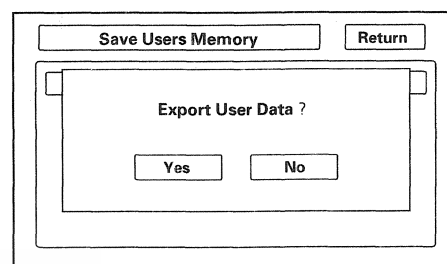 Save Users Memory Return
Export User Data ?
Yes No